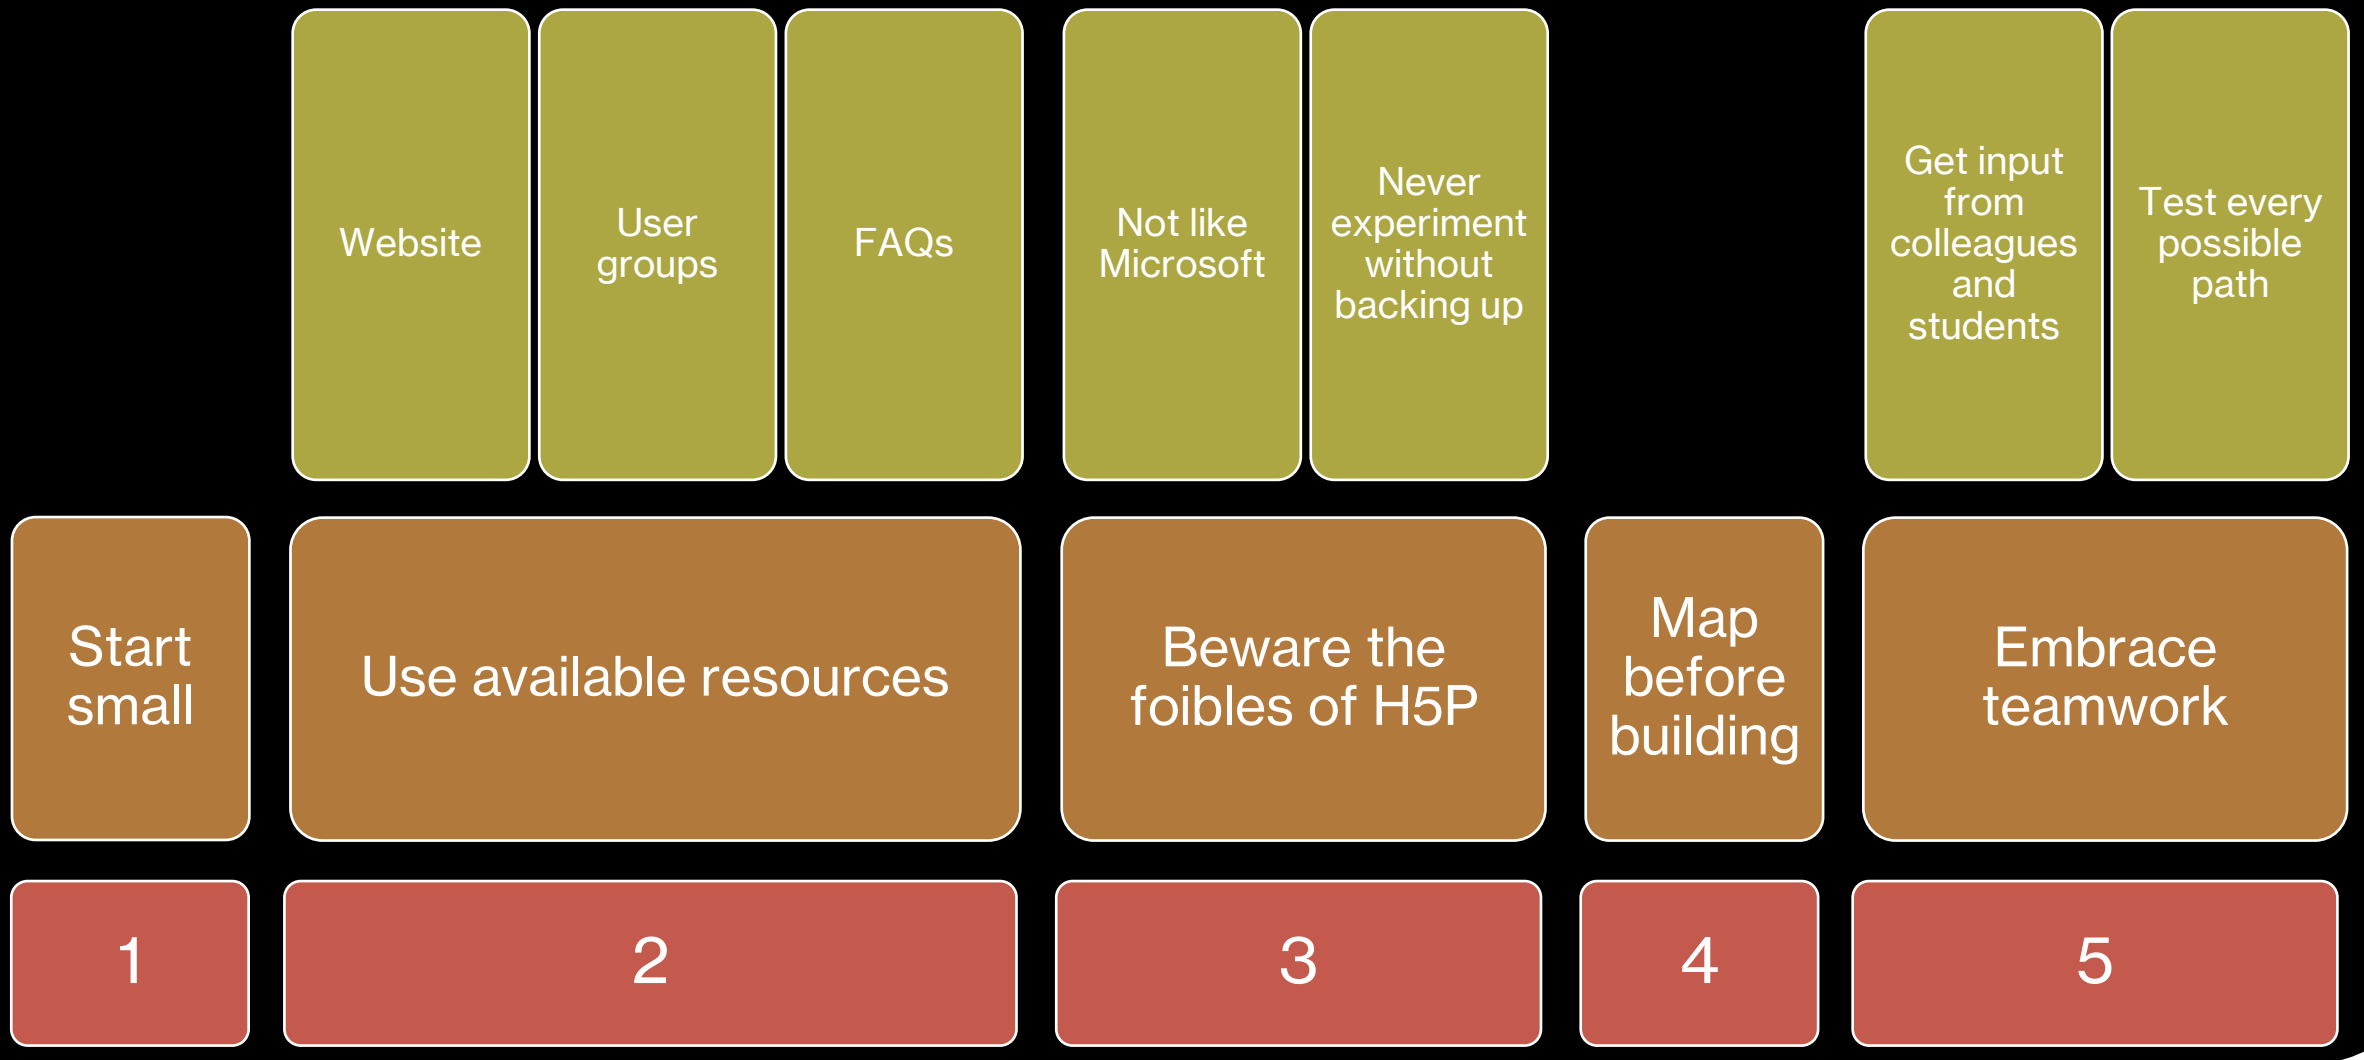 Website
User
groups
FAQs
Not like
Microsoft
Never
experiment
without
backing up
Get input
from
colleagues
and
students
Test every
possible
path
Start
small
Use available resources
Beware the
foibles of H5P
Map
before
building
Embrace
teamwork
1
2
3
4
5